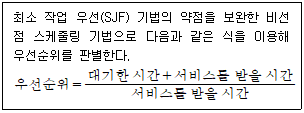 최소 작업 우선(SJF) 기법의 약점을 보완한 비선
점 스케줄링 기법으로 다음과 같은 식을 이용해
우선순위를 판별한다.
우선순위 = (대기한 시간 + 서비스를 받을 시간) / 서비스를 받을 시간